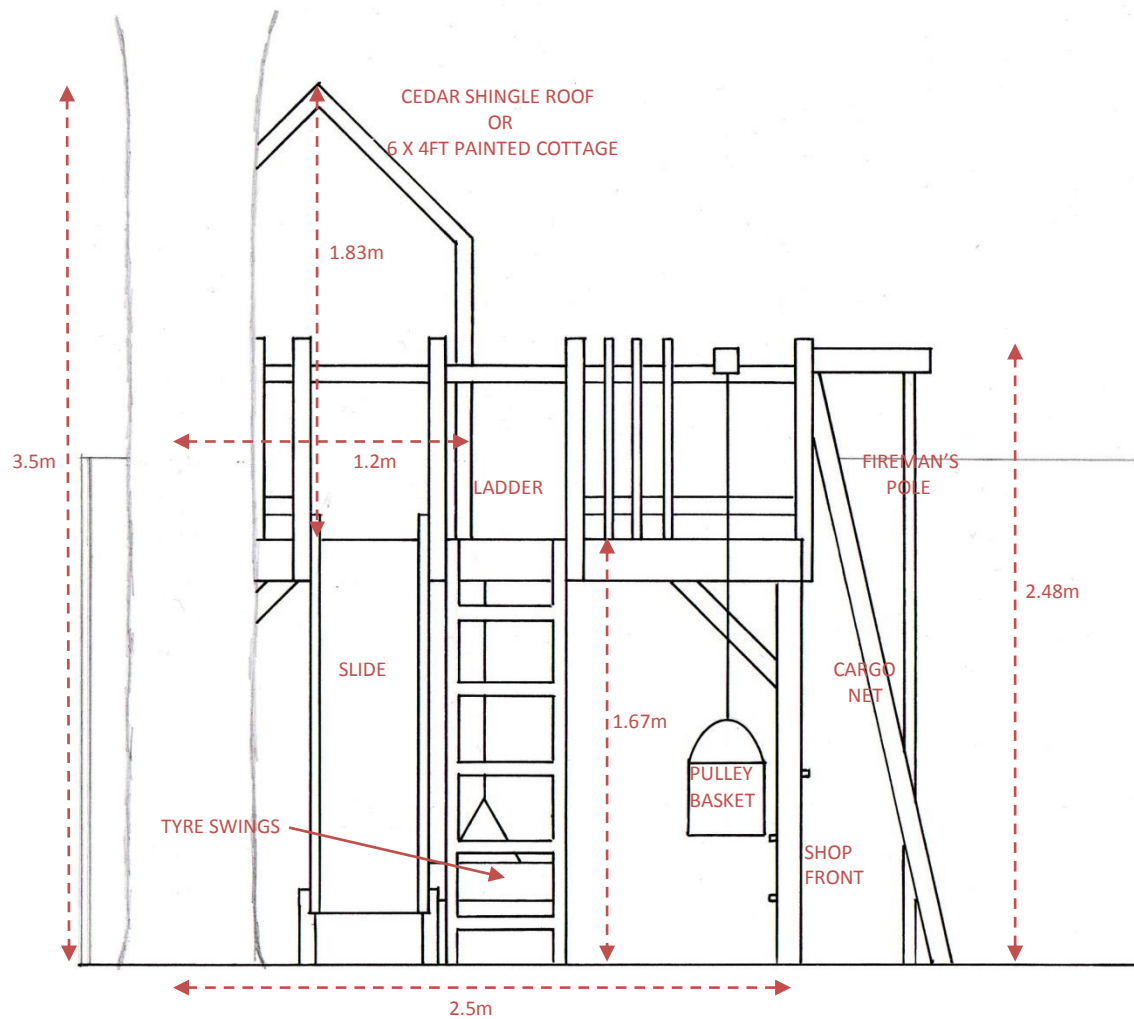 CEDAR SHINGLE ROOF
OR
6 X 4FT PAINTED COTTAGE
1.83m
3.5m
1.2m
LADDER
FIREMAN'S
POLE
2.48m
SLIDE
CARGO
NET
1.67m
PULLEY
BASKET
TYRE SWINGS
SHOP
FRONT
2.5m